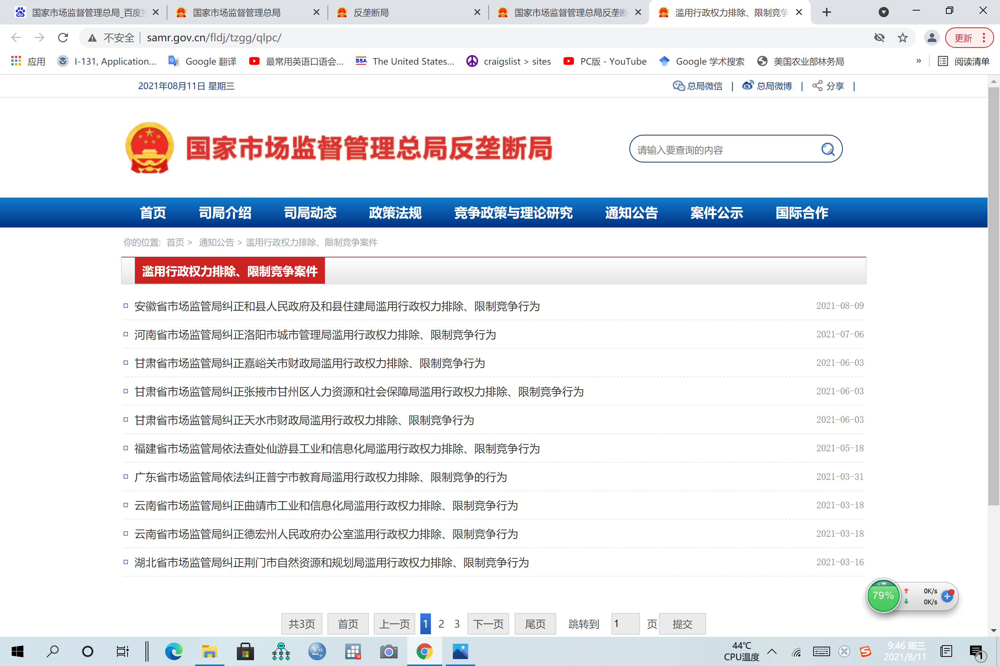 国家市场监督管理总局_百度搜
国家市场监督管理总局
反垄断局
国家市场监督管理总局反垄断
滥用行政权力排除、限制竞争
不安全 samr.gov.cn/fldj/tzgg/qlpc/
更新
应用
I-131, Application...
Google 翻译
最常用英语口语会...
SSA The United States...
craigslist > sites
PC版 - YouTube
Google 学术搜索
美国农业部林务局
»
阅读清单
2021年08月11日 星期三
总局微信 | 总局微博 | 分享 |
国家市场监督管理总局反垄断局
请输入要查询的内容
首页 司局介绍 司局动态 政策法规 竞争政策与理论研究 通知公告 案件公示 国际合作
你的位置: 首页 > 通知公告 > 滥用行政权力排除、限制竞争案件
滥用行政权力排除、限制竞争案件
安徽省市场监管局纠正和县人民政府及和县住建局滥用行政权力排除、限制竞争行为 2021-08-09
河南省市场监管局纠正洛阳市城市管理局滥用行政权力排除、限制竞争行为 2021-07-06
甘肃省市场监管局纠正嘉峪关市财政局滥用行政权力排除、限制竞争行为 2021-06-03
甘肃省市场监管局纠正张掖市甘州区人力资源和社会保障局滥用行政权力排除、限制竞争行为 2021-06-03
甘肃省市场监管局纠正天水市财政局滥用行政权力排除、限制竞争行为 2021-06-03
福建省市场监管局依法查处仙游县工业和信息化局滥用行政权力排除、限制竞争行为 2021-05-18
广东省市场监管局依法纠正普宁市教育局滥用行政权力排除、限制竞争的行为 2021-03-31
云南省市场监管局纠正曲靖市工业和信息化局滥用行政权力排除、限制竞争行为 2021-03-18
云南省市场监管局纠正德宏州人民政府办公室滥用行政权力排除、限制竞争行为 2021-03-18
湖北省市场监管局纠正荆门市自然资源和规划局滥用行政权力排除、限制竞争行为 2021-03-16
79% 0K/s
0K/s
共3页 首页 上一页 1 2 3 下一页 尾页 跳转到 1 页 提交
14
44℃
CPU温度
9:46 周三
2021/8/11
1